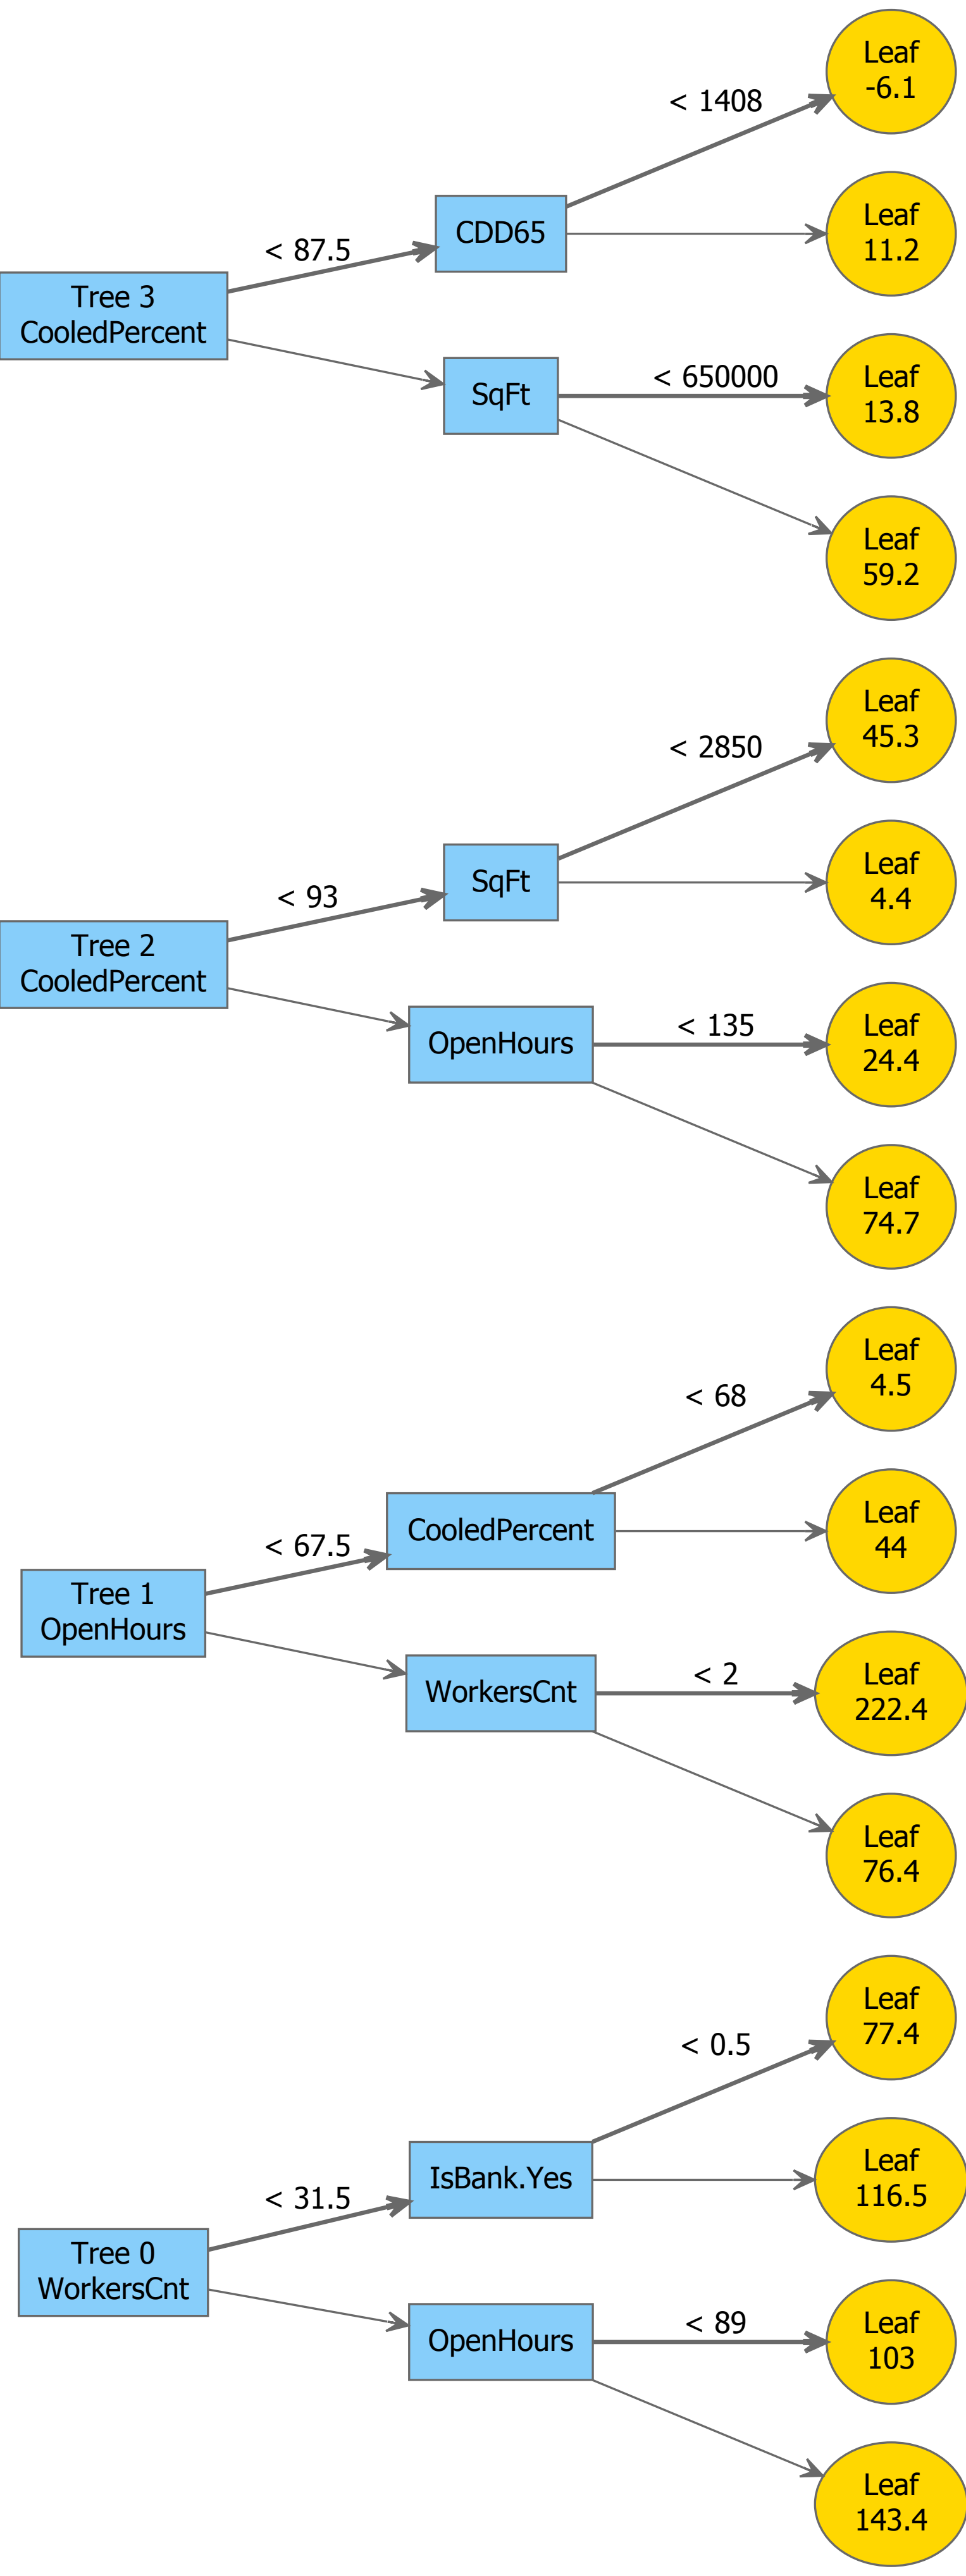 Leaf
-6.1
< 1408
CDD65
Leaf
11.2
< 87.5
Tree 3
CooledPercent
SqFt
< 650000
Leaf
13.8
Leaf
59.2
Leaf
45.3
< 2850
SqFt
Leaf
4.4
< 93
Tree 2
CooledPercent
OpenHours
< 135
Leaf
24.4
Leaf
74.7
Leaf
4.5
< 68
CooledPercent
Leaf
44
< 67.5
Tree 1
OpenHours
WorkersCnt
< 2
Leaf
222.4
Leaf
76.4
Leaf
77.4
< 0.5
IsBank.Yes
Leaf
116.5
< 31.5
Tree 0
WorkersCnt
OpenHours
< 89
Leaf
103
Leaf
143.4